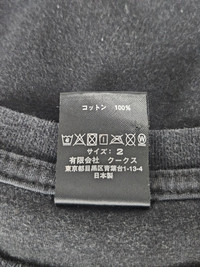 コットン 100%
サイズ: 2
有限会社 クークス
東京都目黒区青葉台1-13-4
日本製